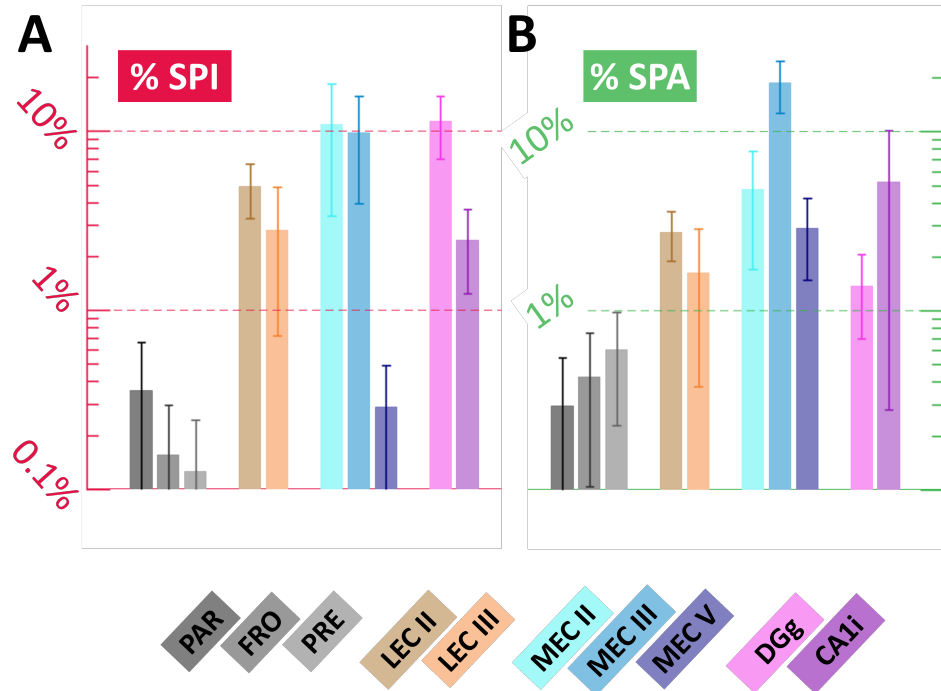 A
B
% SPI
% SPA
10%
1%
0.1%
10%
1%
PAR
FRO
PRE
LEC II
LEC III
MEC II
MEC III
MEC V
DGg
CA1i